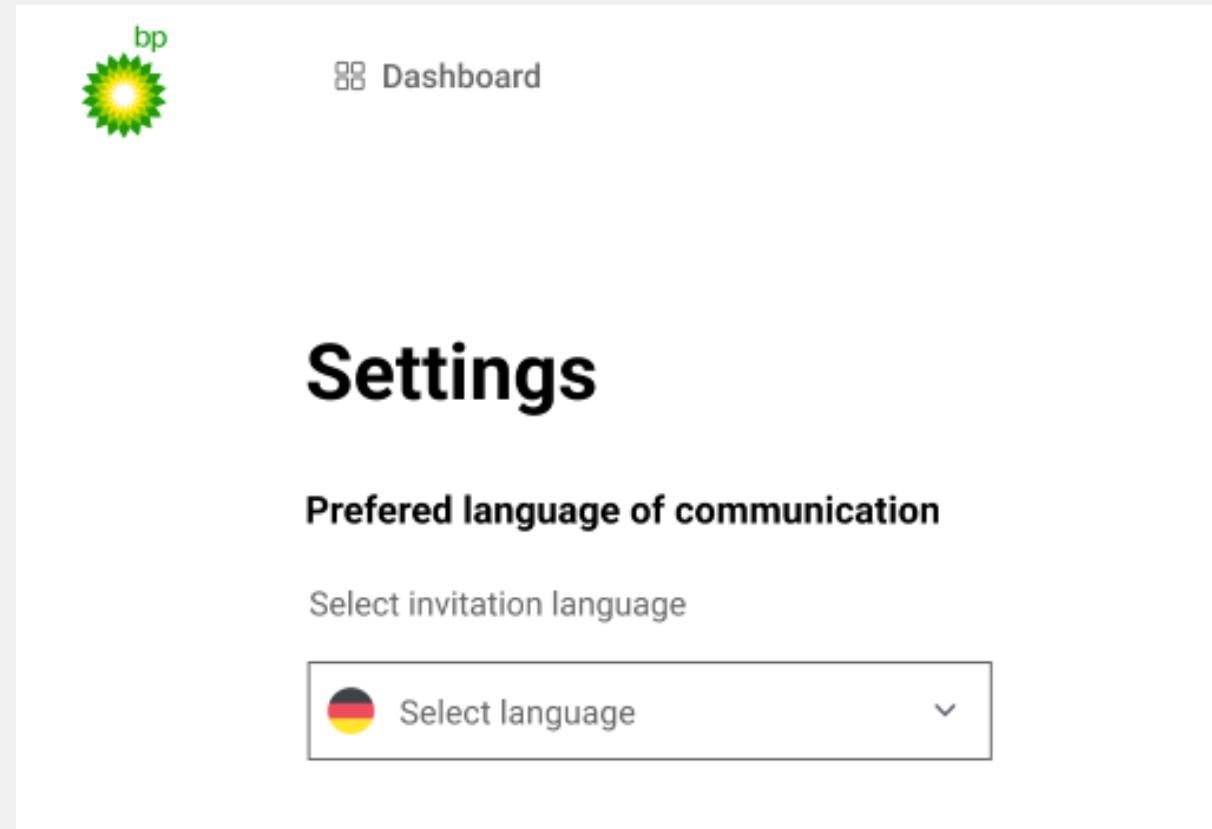 bp
Dashboard
Settings
Prefered language of communication
Select invitation language
Select language